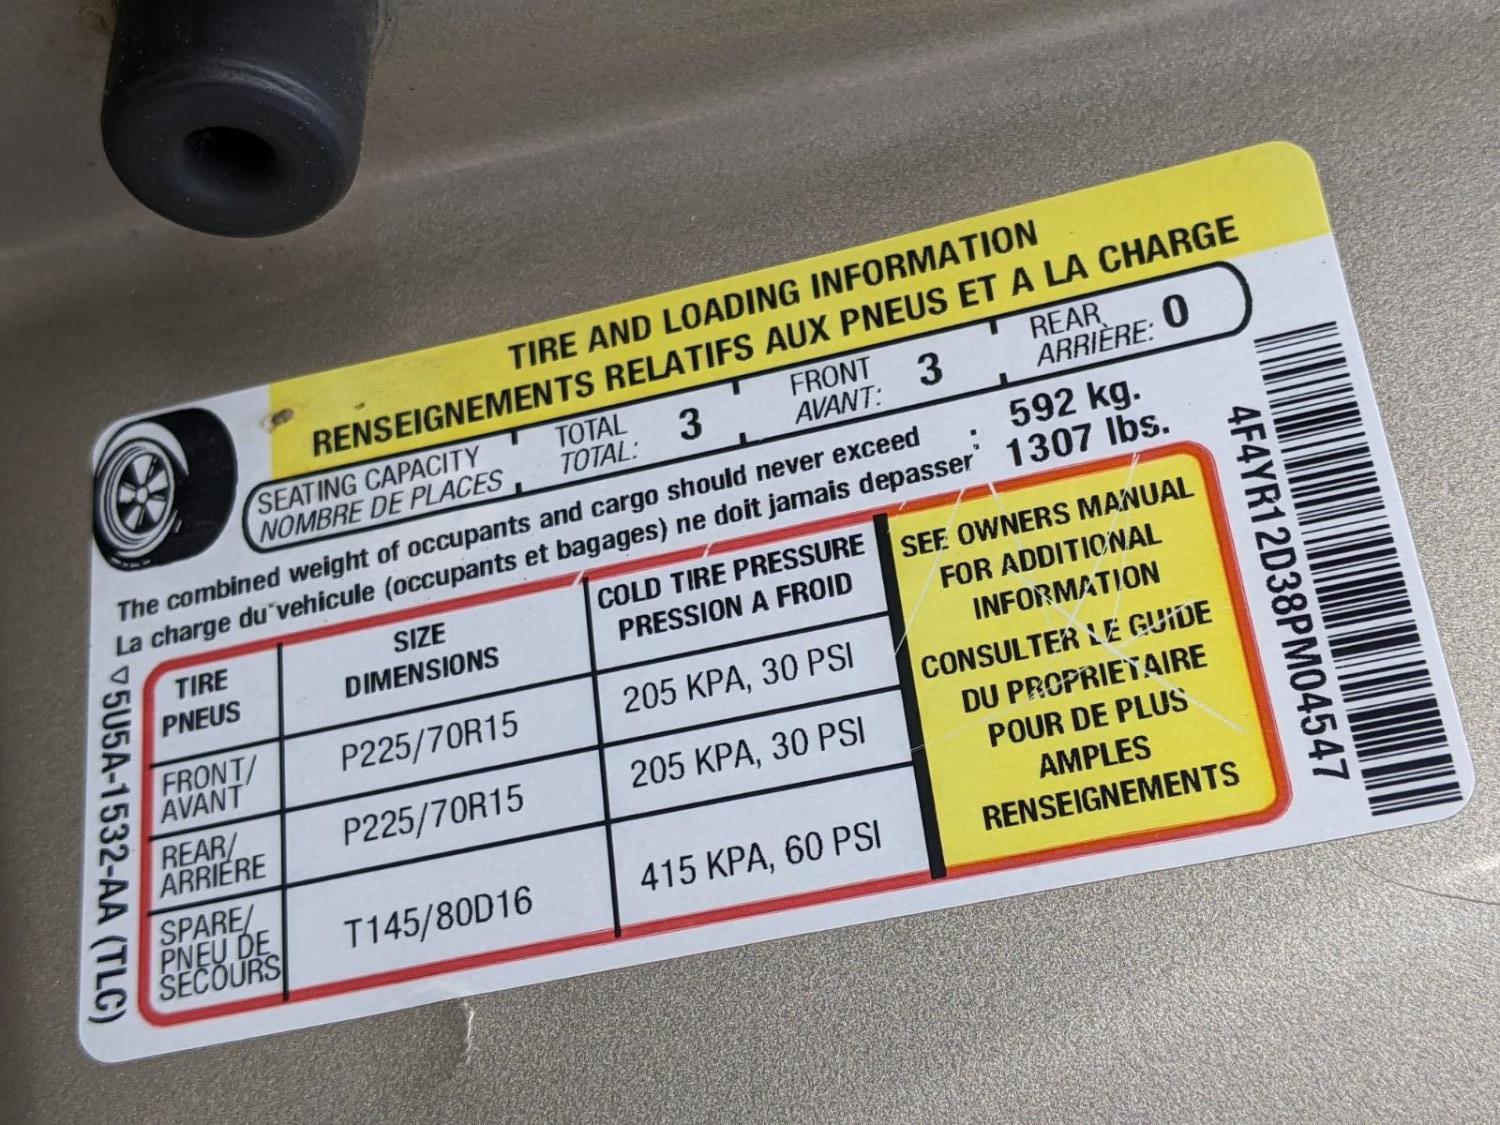 TIRE AND LOADING INFORMATION
RENSEIGNEMENTS RELATIFS AUX PNEUS ET A LA CHARGE
SEATING CAPACITY
NOMBRE DE PLACES
TOTAL
TOTAL: 3
FRONT
AVANT: 3
REAR
ARRIÈRE: 0
The combined weight of occupants and cargo should never exceed : 592 kg.
La charge du vehicule (occupants et bagages) ne doit jamais depasser 1307 lbs.
TIRE
PNEUS
SIZE
DIMENSIONS
COLD TIRE PRESSURE
PRESSION A FROID
FRONT/
AVANT
P225/70R15
205 KPA, 30 PSI
REAR/
ARRIÈRE
P225/70R15
205 KPA, 30 PSI
SPARE/
PNEU DE
SECOURS
T145/80D16
415 KPA, 60 PSI
SEE OWNERS MANUAL
FOR ADDITIONAL
INFORMATION
CONSULTER LE GUIDE
DU PROPRIETAIRE
POUR DE PLUS
AMPLES
RENSEIGNEMENTS
5U5A-1532-AA (TLC)
4F4YR12D38PM04547